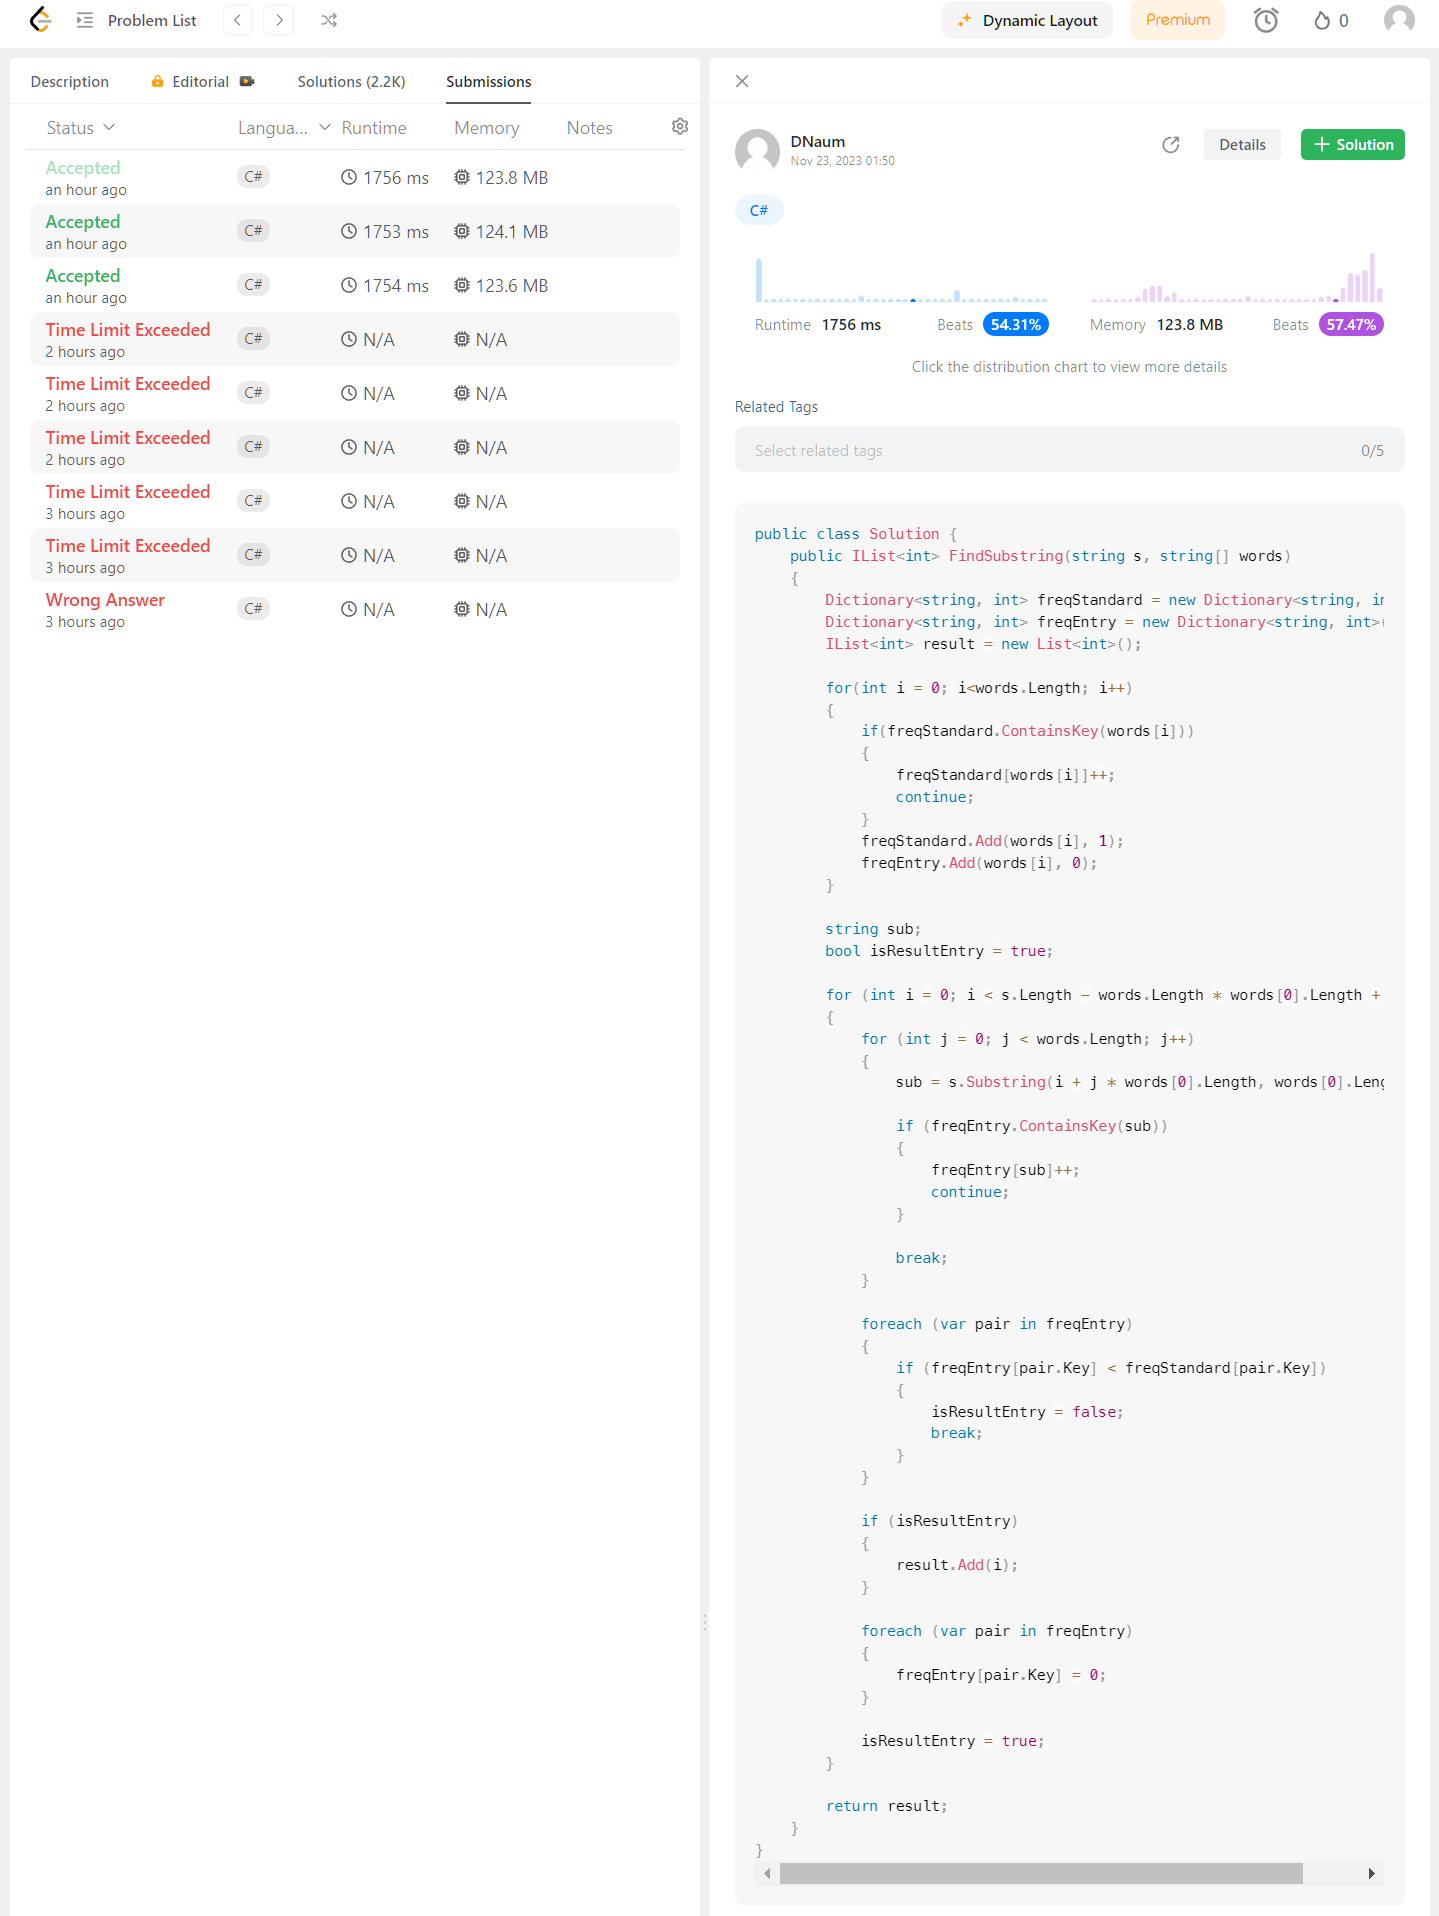 Problem List
Dynamic Layout
Premium
0
Description
Editorial
Solutions (2.2K)
Submissions
Status
Langua...
Runtime
Memory
Notes
Accepted
an hour ago
C#
1756 ms
123.8 MB
Accepted
an hour ago
C#
1753 ms
124.1 MB
Accepted
an hour ago
C#
1754 ms
123.6 MB
Time Limit Exceeded
2 hours ago
C#
N/A
N/A
Time Limit Exceeded
2 hours ago
C#
N/A
N/A
Time Limit Exceeded
2 hours ago
C#
N/A
N/A
Time Limit Exceeded
3 hours ago
C#
N/A
N/A
Time Limit Exceeded
3 hours ago
C#
N/A
N/A
Wrong Answer
3 hours ago
C#
N/A
N/A
DNaum
Nov 23, 2023 01:50
Details
+ Solution
C#
Runtime 1756 ms Beats 54.31%
Memory 123.8 MB Beats 57.47%
Click the distribution chart to view more details
Related Tags
Select related tags 0/5
public class Solution {
    public IList<int> FindSubstring(string s, string[] words)
    {
        Dictionary<string, int> freqStandard = new Dictionary<string, in
        Dictionary<string, int> freqEntry = new Dictionary<string, int>(
        IList<int> result = new List<int>();
        for(int i = 0; i<words.Length; i++)
        {
            if(freqStandard.ContainsKey(words[i]))
            {
                freqStandard[words[i]]++;
                continue;
            }
            freqStandard.Add(words[i], 1);
            freqEntry.Add(words[i], 0);
        }
        string sub;
        bool isResultEntry = true;
        for (int i = 0; i < s.Length - words.Length * words[0].Length +
        {
            for (int j = 0; j < words.Length; j++)
            {
                sub = s.Substring(i + j * words[0].Length, words[0].Leng
                if (freqEntry.ContainsKey(sub))
                {
                    freqEntry[sub]++;
                    continue;
                }
                break;
            }
            foreach (var pair in freqEntry)
            {
                if (freqEntry[pair.Key] < freqStandard[pair.Key])
                {
                    isResultEntry = false;
                    break;
                }
            }
            if (isResultEntry)
            {
                result.Add(i);
            }
            foreach (var pair in freqEntry)
            {
                freqEntry[pair.Key] = 0;
            }
            isResultEntry = true;
        }
        return result;
    }
}